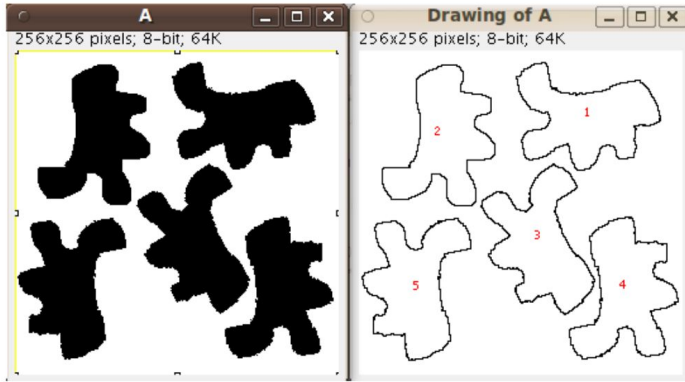 A
256x256 pixels; 8-bit; 64K
Drawing of A
256x256 pixels; 8-bit; 64K
1
2
3
4
5